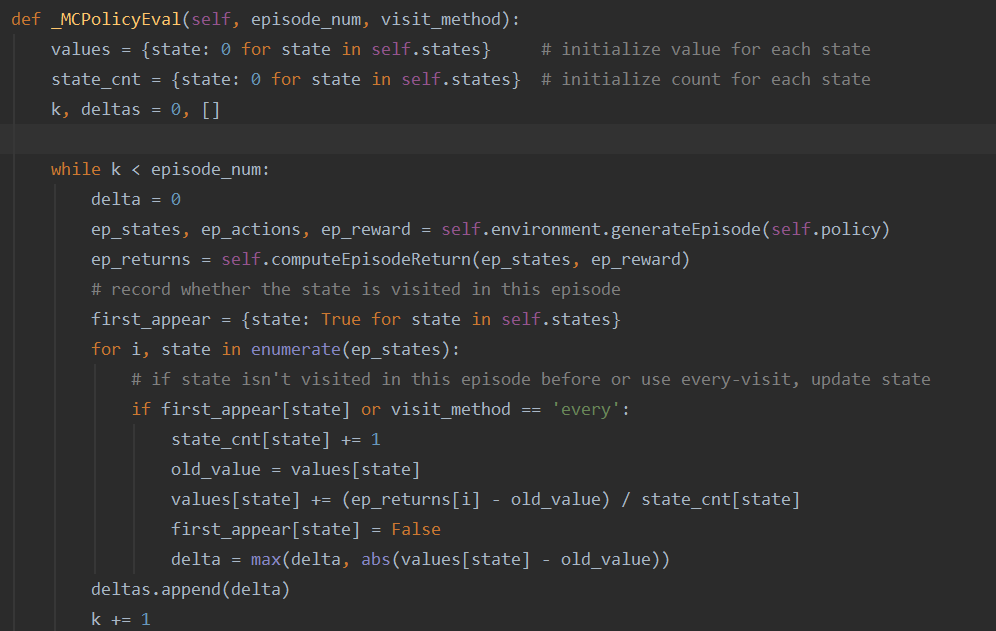 def _MCPolicyEval(self, episode_num, visit_method):
    values = {state: 0 for state in self.states}     # initialize value for each state
    state_cnt = {state: 0 for state in self.states}  # initialize count for each state
    k, deltas = 0, []

    while k < episode_num:
        delta = 0
        ep_states, ep_actions, ep_reward = self.environment.generateEpisode(self.policy)
        ep_returns = self.computeEpisodeReturn(ep_states, ep_reward)
        # record whether the state is visited in this episode
        first_appear = {state: True for state in self.states}
        for i, state in enumerate(ep_states):
            # if state isn't visited in this episode before or use every-visit, update state
            if first_appear[state] or visit_method == 'every':
                state_cnt[state] += 1
                old_value = values[state]
                values[state] += (ep_returns[i] - old_value) / state_cnt[state]
                first_appear[state] = False
                delta = max(delta, abs(values[state] - old_value))
        deltas.append(delta)
        k += 1